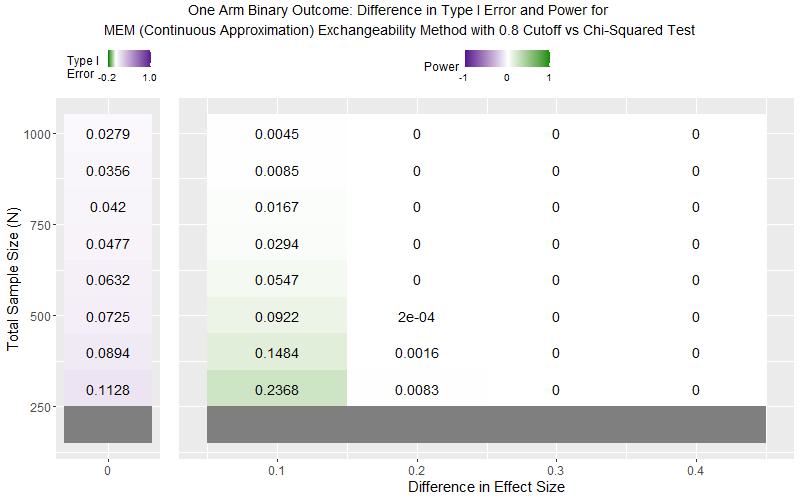 One Arm Binary Outcome: Difference in Type I Error and Power for
MEM (Continuous Approximation) Exchangeability Method with 0.8 Cutoff vs Chi-Squared Test
Type I
Error
-0.2 1.0
Power
-1 0 1
Total Sample Size (N)
1000 0.0279 0.0045 0 0 0
0.0356 0.0085 0 0 0
0.042 0.0167 0 0 0
750
0.0477 0.0294 0 0 0
0.0632 0.0547 0 0 0
500 0.0725 0.0922 2e-04 0 0
0.0894 0.1484 0.0016 0 0
0.1128 0.2368 0.0083 0 0
250
0 0.1 0.2 0.3 0.4
Difference in Effect Size